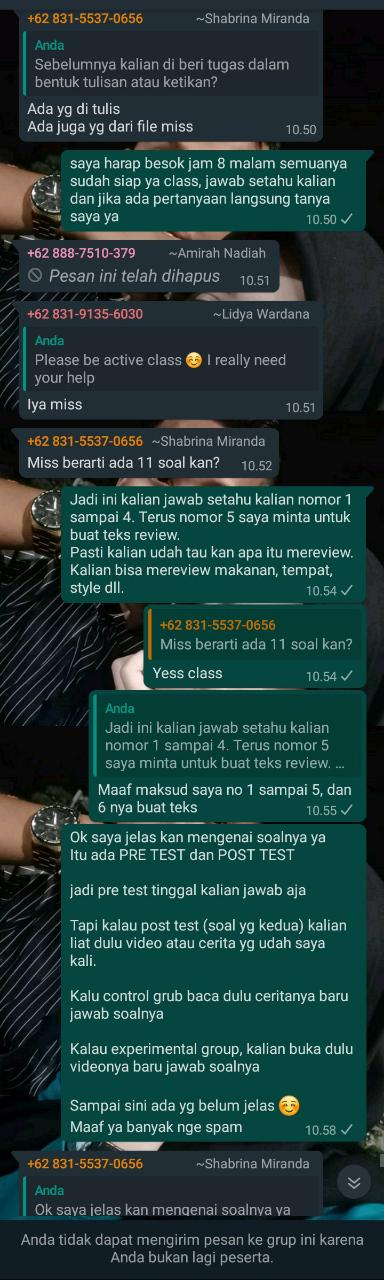 +62 831-5537-0656 ~Shabrina Miranda
Anda
Sebelumnya kalian di beri tugas dalam
bentuk tulisan atau ketikan?
Ada yg di tulis
Ada juga yg dari file miss
10.50
saya harap besok jam 8 malam semuanya
sudah siap ya class, jawab setahu kalian
dan jika ada pertanyaan langsung tanya
saya ya
10.50
+62 888-7510-379 ~Amirah Nadiah
Pesan ini telah dihapus
10.51
+62 831-9135-6030 ~Lidya Wardana
Anda
Please be active class 😊 I really need
your help
Iya miss
10.51
+62 831-5537-0656 ~Shabrina Miranda
Miss berarti ada 11 soal kan?
10.52
Jadi ini kalian jawab setahu kalian nomor 1
sampai 4. Terus nomor 5 saya minta untuk
buat teks review.
Pasti kalian udah tau kan apa itu mereview.
Kalian bisa mereview makanan, tempat,
style dll.
10.54
+62 831-5537-0656
Miss berarti ada 11 soal kan?
Yess class
10.54
Anda
Jadi ini kalian jawab setahu kalian
nomor 1 sampai 4. Terus nomor 5
saya minta untuk buat teks review. ...
Maaf maksud saya no 1 sampai 5, dan
6 nya buat teks
10.55
Ok saya jelas kan mengenai soalnya ya
Itu ada PRE TEST dan POST TEST
jadi pre test tinggal kalian jawab aja
Tapi kalau post test (soal yg kedua) kalian
liat dulu video atau cerita yg udah saya
kali.
Kalu control grub baca dulu ceritanya baru
jawab soalnya
Kalau experimental group, kalian buka dulu
videonya baru jawab soalnya
Sampai sini ada yg belum jelas 😊
Maaf ya banyak nge spam
10.58
+62 831-5537-0656 ~Shabrina Miranda
Anda
Ok saya jelas kan mengenai soalnya ya
Anda tidak dapat mengirim pesan ke grup ini karena
Anda bukan lagi peserta.